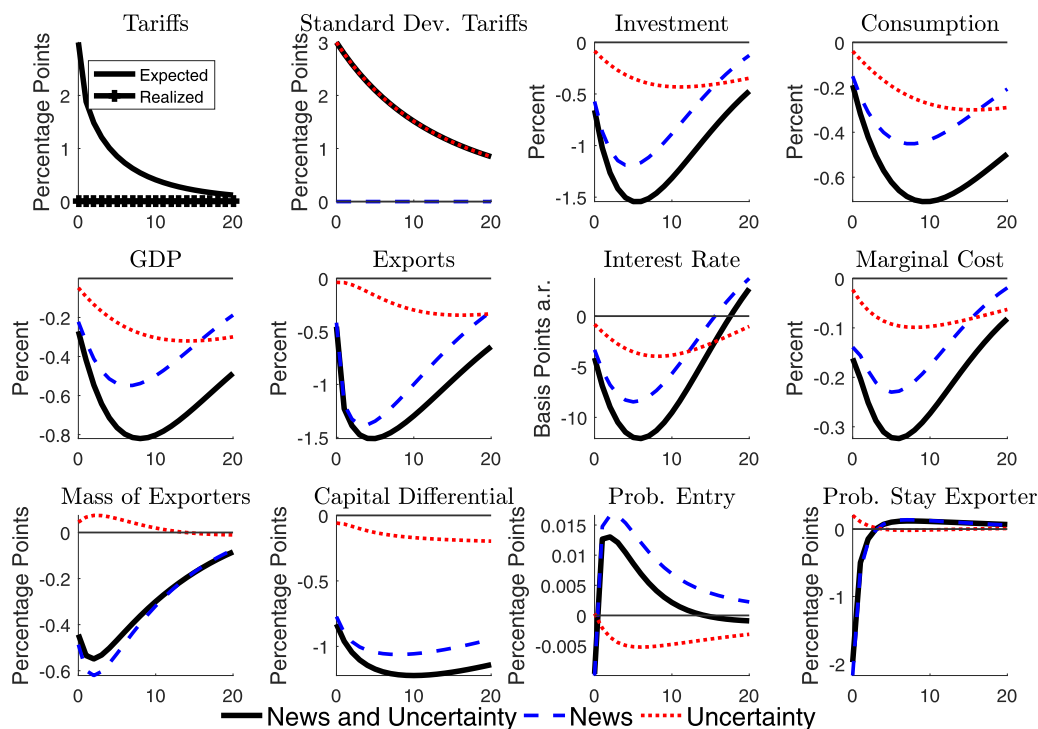 Tariffs
Percentage Points
2
1
0
0 10 20
Expected
Realized
Standard Dev. Tariffs
Percentage Points
3
2
1
0
0 10 20
Investment
Percent
0
-0.5
-1
-1.5
0 10 20
Consumption
Percent
0
-0.2
-0.4
-0.6
0 10 20
GDP
Percent
0
-0.2
-0.4
-0.6
-0.8
0 10 20
Exports
Percent
0
-0.5
-1
-1.5
0 10 20
Interest Rate
Basis Points a.r.
0
-5
-10
0 10 20
Marginal Cost
Percent
0
-0.1
-0.2
-0.3
0 10 20
Mass of Exporters
Percentage Points
0
-0.2
-0.4
-0.6
0 10 20
Capital Differential
Percentage Points
0
-0.5
-1
0 10 20
Prob. Entry
Percentage Points
0.015
0.01
0.005
0
-0.005
0 10 20
Prob. Stay Exporter
Percentage Points
0
-1
-2
0 10 20
News and Uncertainty
News
Uncertainty